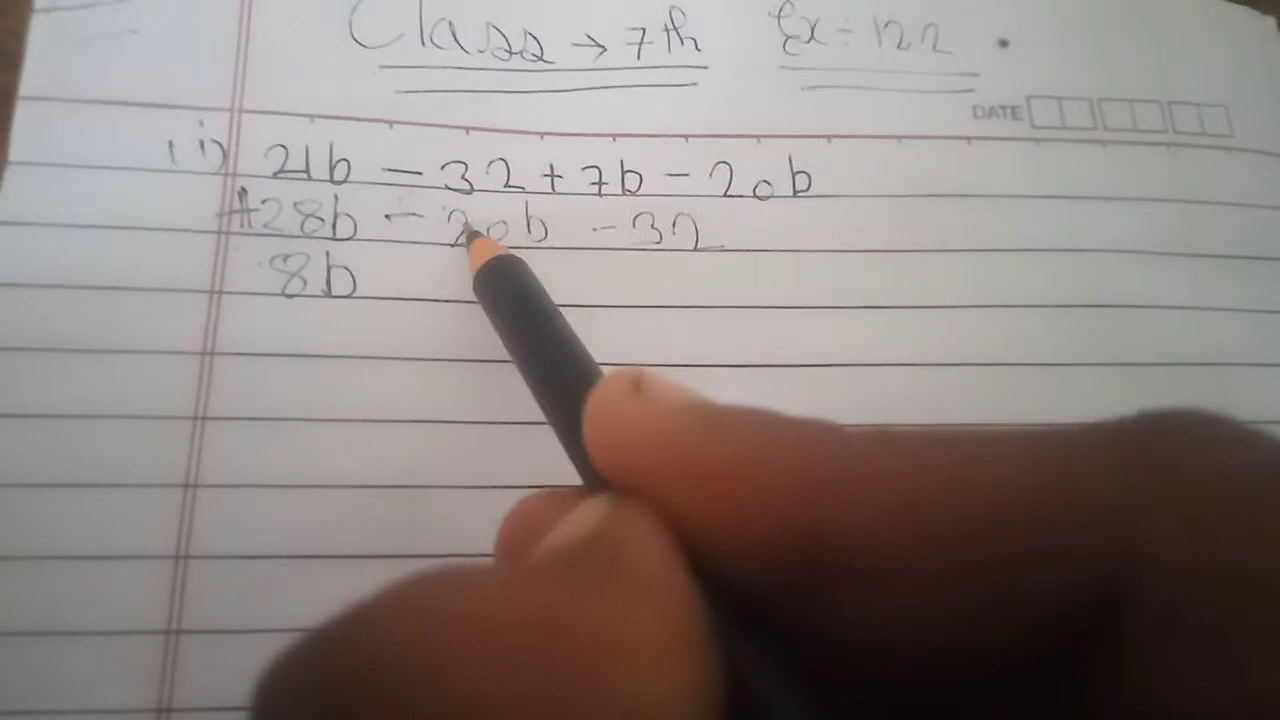 Class → 7th Ex - 12.2
DATE
(i) 21b - 32 + 7b - 20b
+28b - 20b - 32
8b